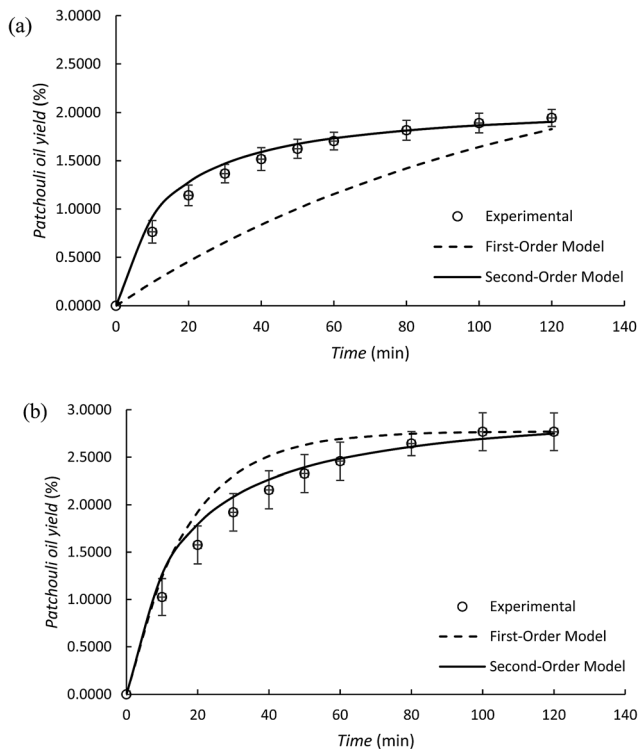 (a)
3.0000
2.5000
2.0000
1.5000
1.0000
0.5000
0.0000
Patchouli oil yield (%)
0 20 40 60 80 100 120 140
Time (min)
Experimental
First-Order Model
Second-Order Model
(b)
3.0000
2.5000
2.0000
1.5000
1.0000
0.5000
0.0000
Patchouli oil yield (%)
0 20 40 60 80 100 120 140
Time (min)
Experimental
First-Order Model
Second-Order Model